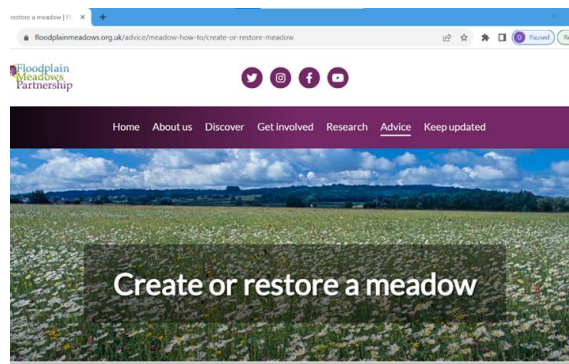 restore a meadow | Fl
floodplainmeadows.org.uk/advice/meadow-how-to/create-or-restore-meadow
Paused
Floodplain
Meadows
Partnership
Home About us Discover Get involved Research Advice Keep updated
Create or restore a meadow